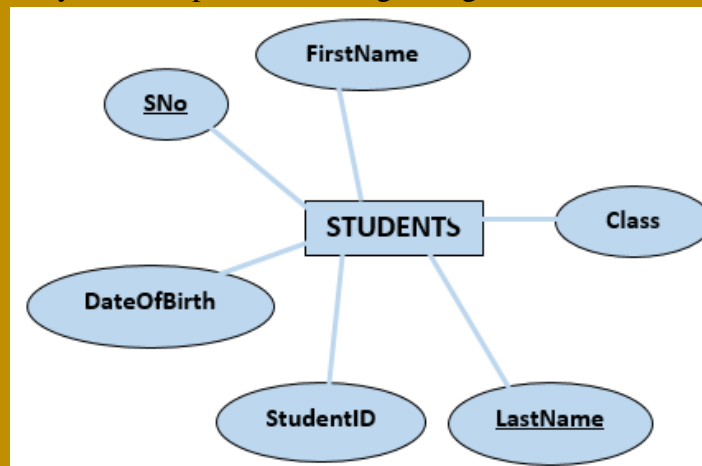 FirstName
SNo
STUDENTS
Class
DateOfBirth
StudentID
LastName